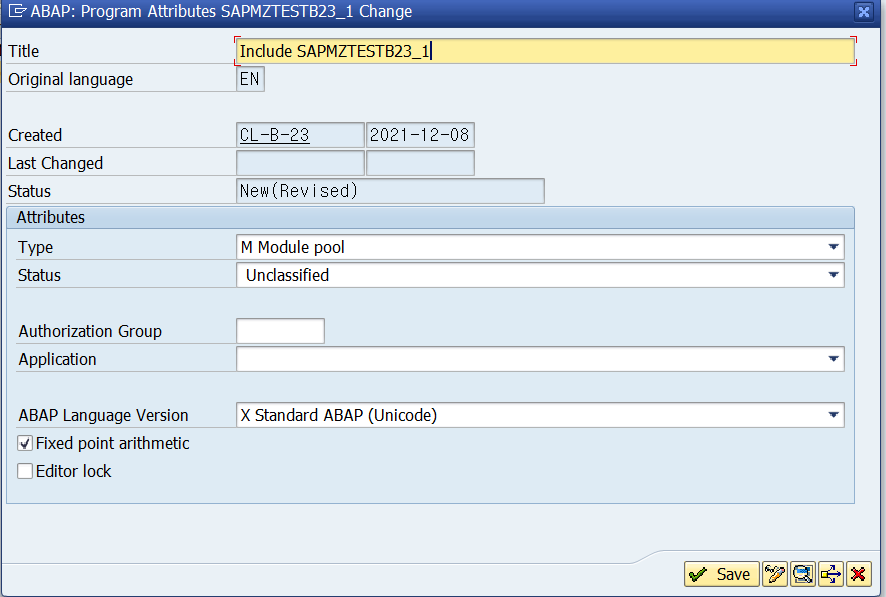 ABAP: Program Attributes SAPMZTESTB23_1 Change
Title Include SAPMZTESTB23_1
Original language EN
Created CL-B-23 2021-12-08
Last Changed
Status New(Revised)
Attributes
Type M Module pool
Status Unclassified
Authorization Group
Application
ABAP Language Version X Standard ABAP (Unicode)
Fixed point arithmetic
Editor lock
Save